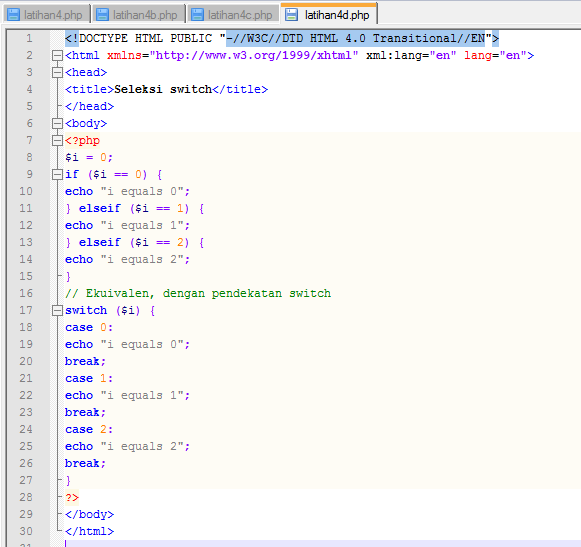 latihan4.php latihan4b.php latihan4c.php latihan4d.php
1 <!DOCTYPE HTML PUBLIC "-//W3C//DTD HTML 4.0 Transitional//EN">
2 <html xmlns="http://www.w3.org/1999/xhtml" xml:lang="en" lang="en">
3 <head>
4 <title>Seleksi switch</title>
5 </head>
6 <body>
7 <?php
8 $i = 0;
9 if ($i == 0) {
10 echo "i equals 0";
11 } elseif ($i == 1) {
12 echo "i equals 1";
13 } elseif ($i == 2) {
14 echo "i equals 2";
15 }
16 // Ekuivalen, dengan pendekatan switch
17 switch ($i) {
18 case 0:
19 echo "i equals 0";
20 break;
21 case 1:
22 echo "i equals 1";
23 break;
24 case 2:
25 echo "i equals 2";
26 break;
27 }
28 ?>
29 </body>
30 </html>
31